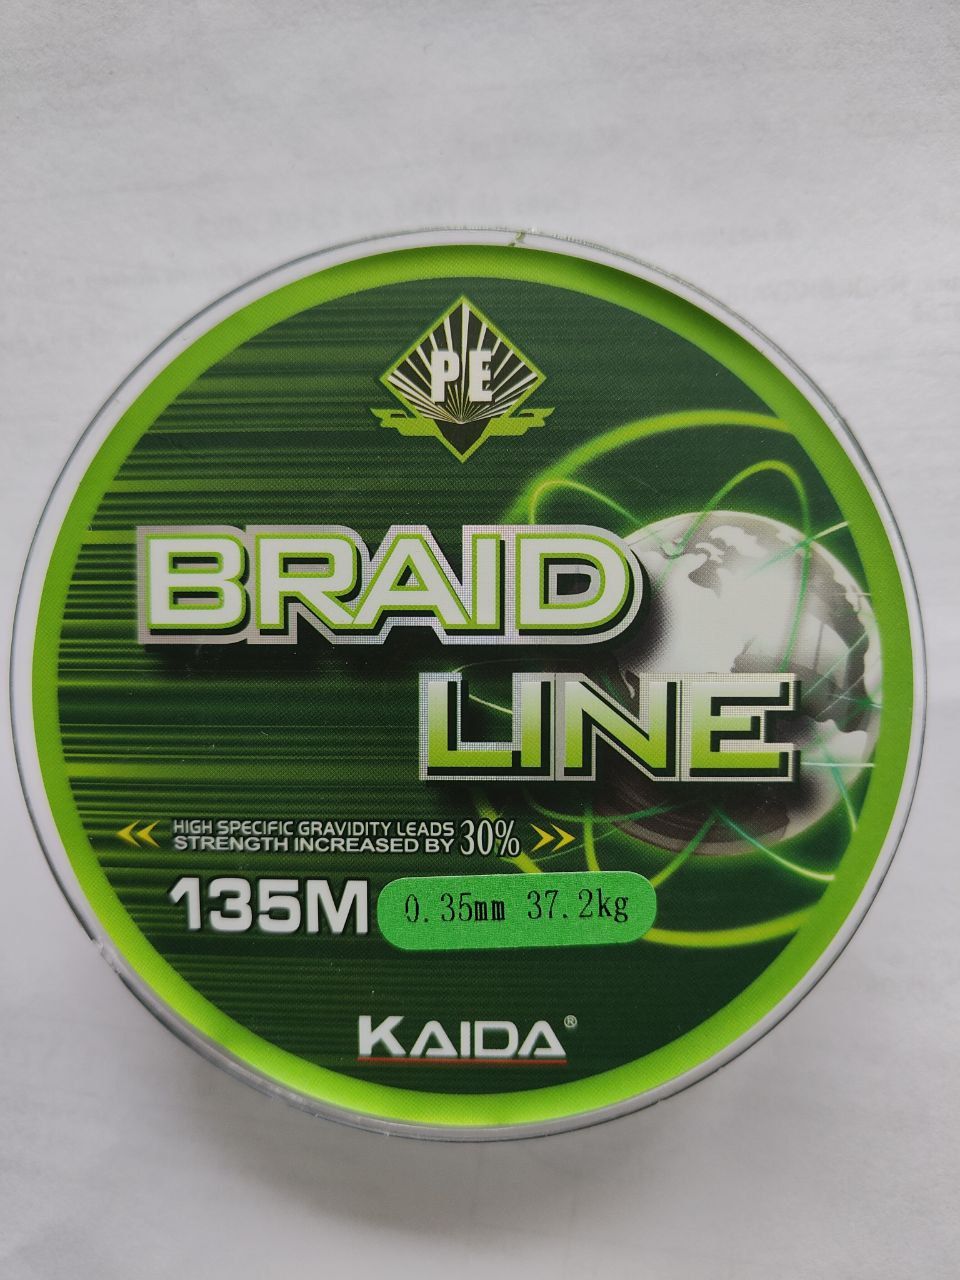 PE
BRAID
LINE
HIGH SPECIFIC GRAVIDITY LEADS
STRENGTH INCREASED BY 30%
135M 0.35mm 37.2kg
KAIDA®